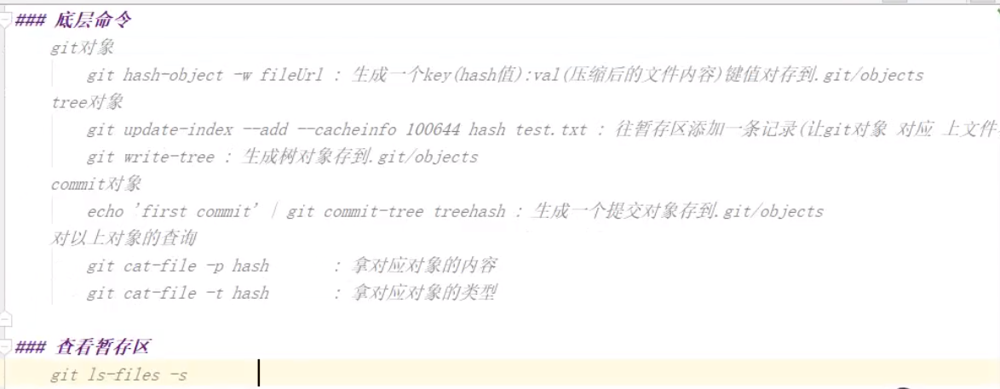 ### 底层命令
git对象
git hash-object -w fileUrl : 生成一个key(hash值):val(压缩后的文件内容)键值对存到.git/objects
tree对象
git update-index --add --cacheinfo 100644 hash test.txt : 往暂存区添加一条记录(让git对象 对应 上文件
git write-tree : 生成树对象存到.git/objects
commit对象
echo 'first commit' | git commit-tree treehash : 生成一个提交对象存到.git/objects
对以上对象的查询
git cat-file -p hash : 拿对应对象的内容
git cat-file -t hash : 拿对应对象的类型
### 查看暂存区
git ls-files -s